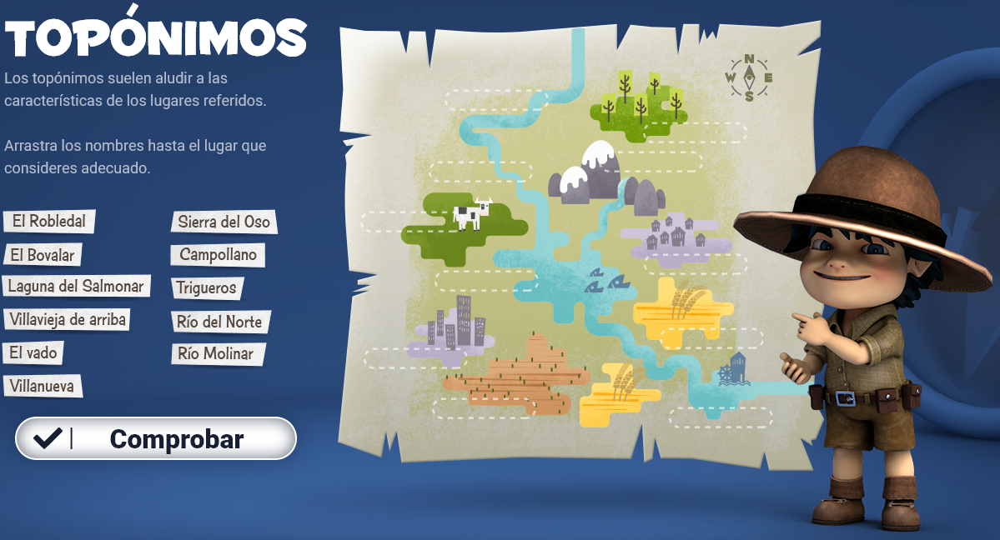 TOPÓNIMOS
Los topónimos suelen aludir a las
características de los lugares referidos.
Arrastra los nombres hasta el lugar que
consideres adecuado.
El Robledal
El Bovalar
Laguna del Salmonar
Villavieja de arriba
El vado
Villanueva
Sierra del Oso
Campollano
Trigueros
Río del Norte
Río Molinar
Comprobar
N
W E
S